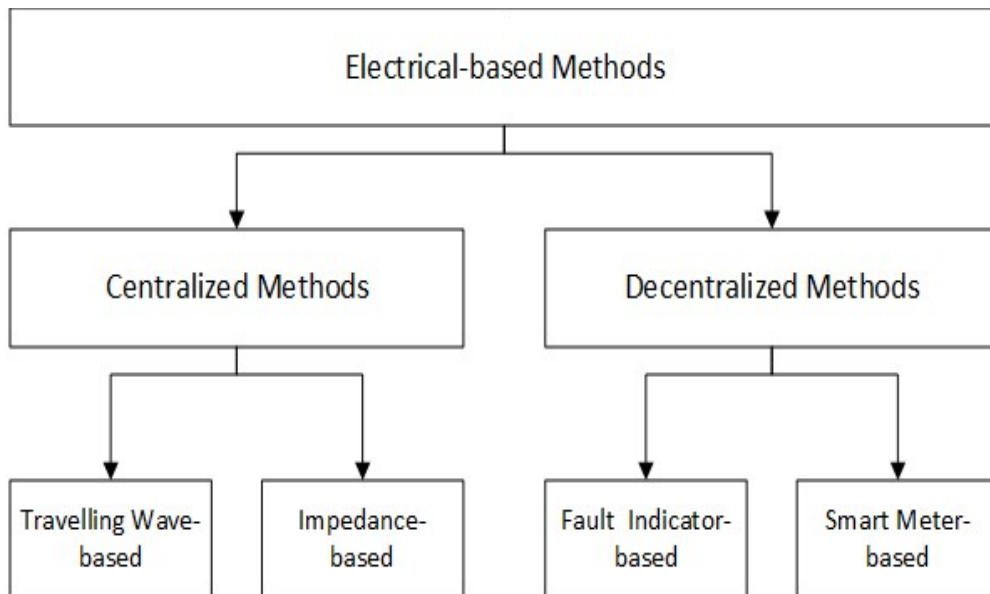 Electrical-based Methods
Centralized Methods
Decentralized Methods
Travelling Wave-
based
Impedance-
based
Fault Indicator-
based
Smart Meter-
based